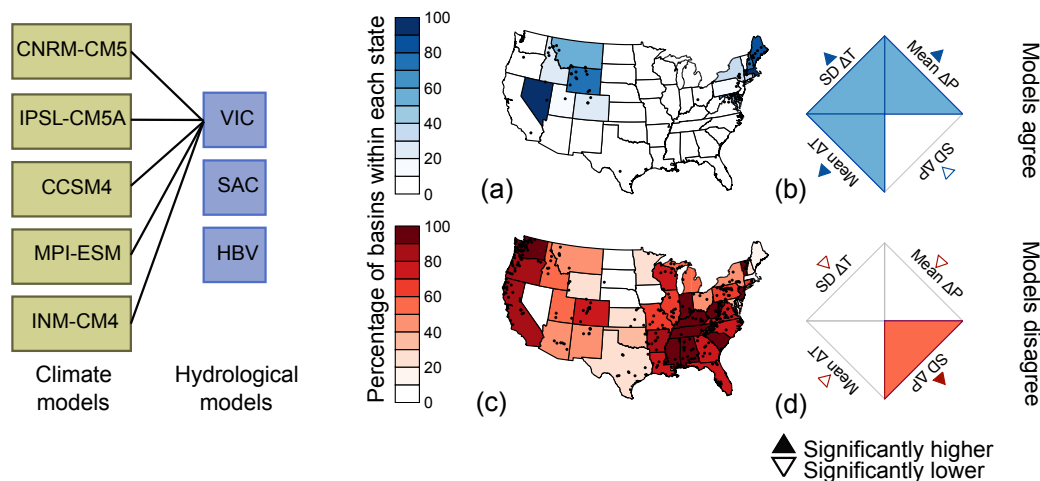 CNRM-CM5
IPSL-CM5A
CCSM4
MPI-ESM
INM-CM4
Climate
models
VIC
SAC
HBV
Hydrological
models
Percentage of basins within each state
100
80
60
40
20
0
(a)
SD ΔT
Mean ΔP
Mean ΔT
SD ΔP
(b)
Models agree
100
80
60
40
20
0
(c)
SD ΔT
Mean ΔP
Mean ΔT
SD ΔP
(d)
Models disagree
Significantly higher
Significantly lower